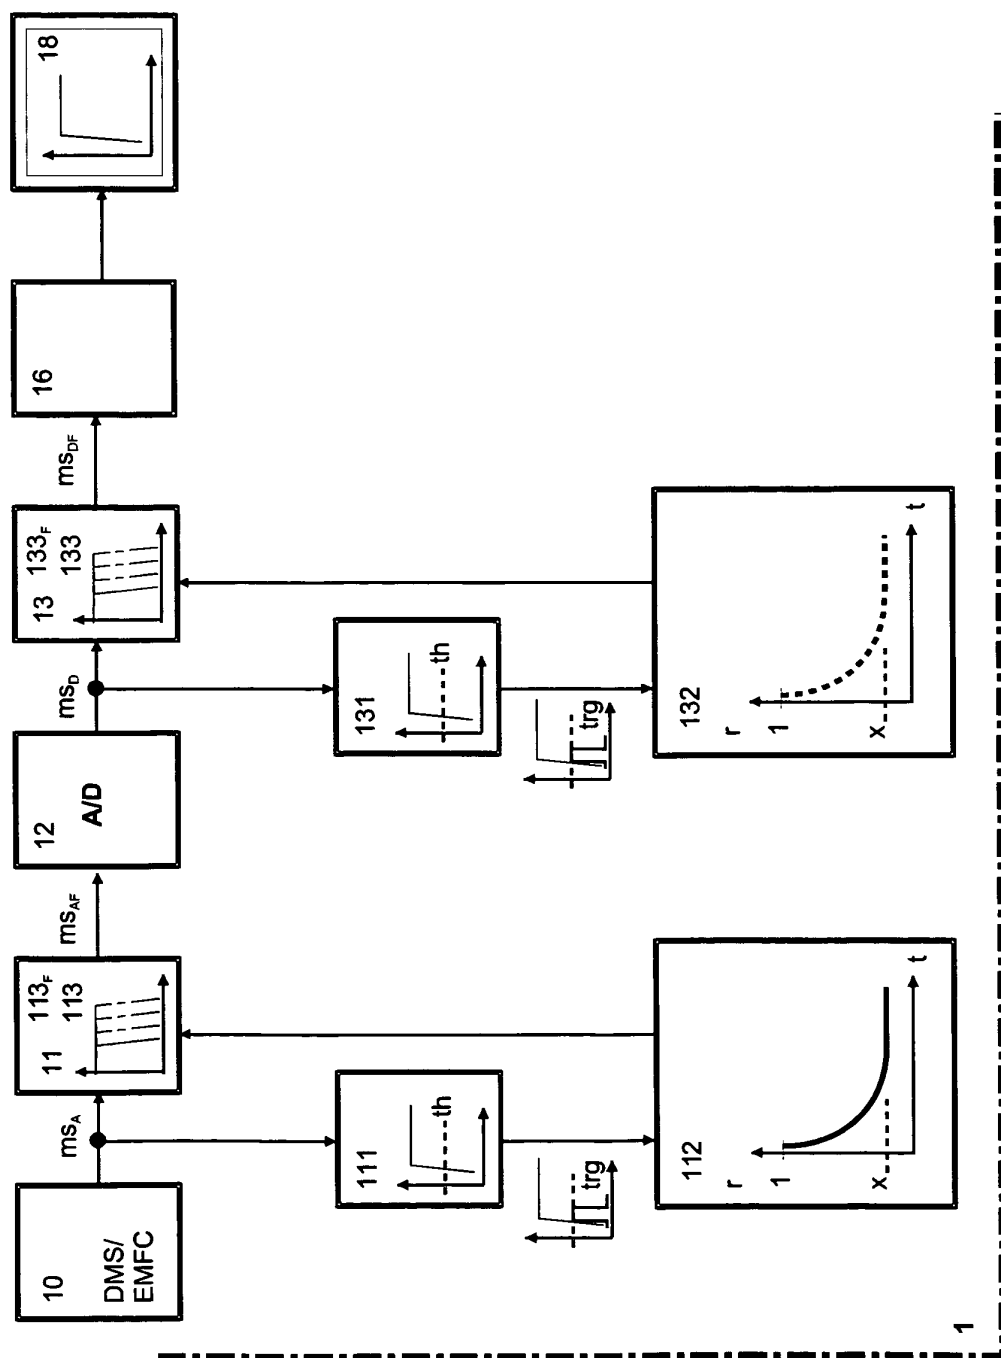 10
DMS/
EMFC
ms_A
11
113_F
113
ms_AF
12
A/D
ms_D
13
133_F
133
ms_DF
16
18
111
th
trg
131
th
trg
112
r
1
x
t
132
r
1
x
t
1